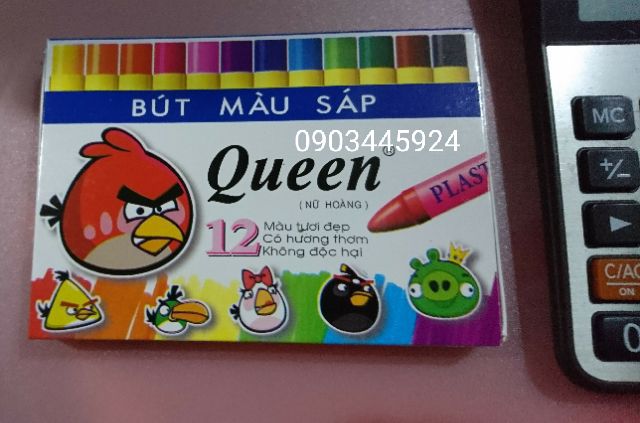 BÚT MÀU SÁP
0903445924
Queen®
(NỮ HOÀNG)
PLAST
12
Màu tươi đẹp
Có hương thơm
Không độc hại
MC
+/-
▶
C/AC
ON
0